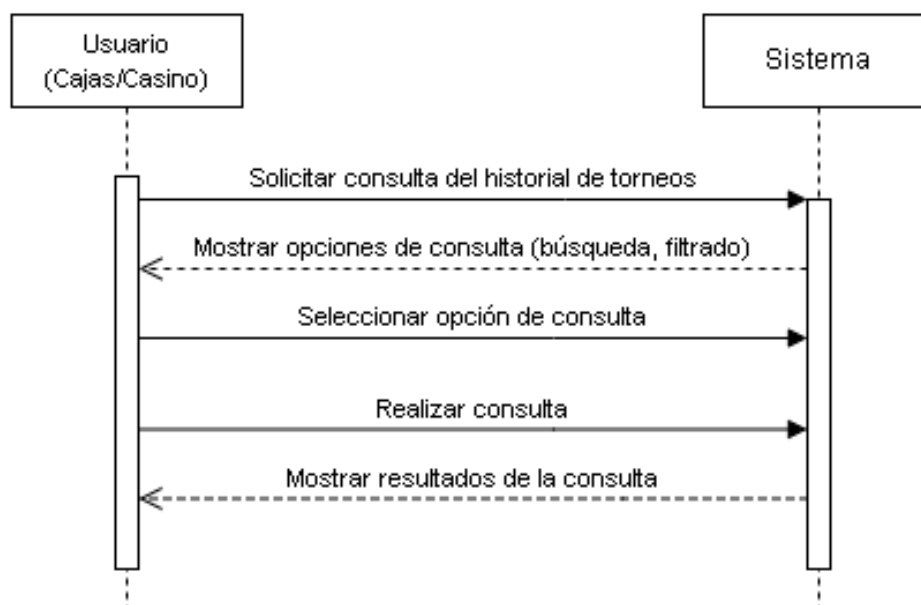 Usuario
(Cajas/Casino)
Sistema
Solicitar consulta del historial de torneos
Mostrar opciones de consulta (búsqueda, filtrado)
Seleccionar opción de consulta
Realizar consulta
Mostrar resultados de la consulta